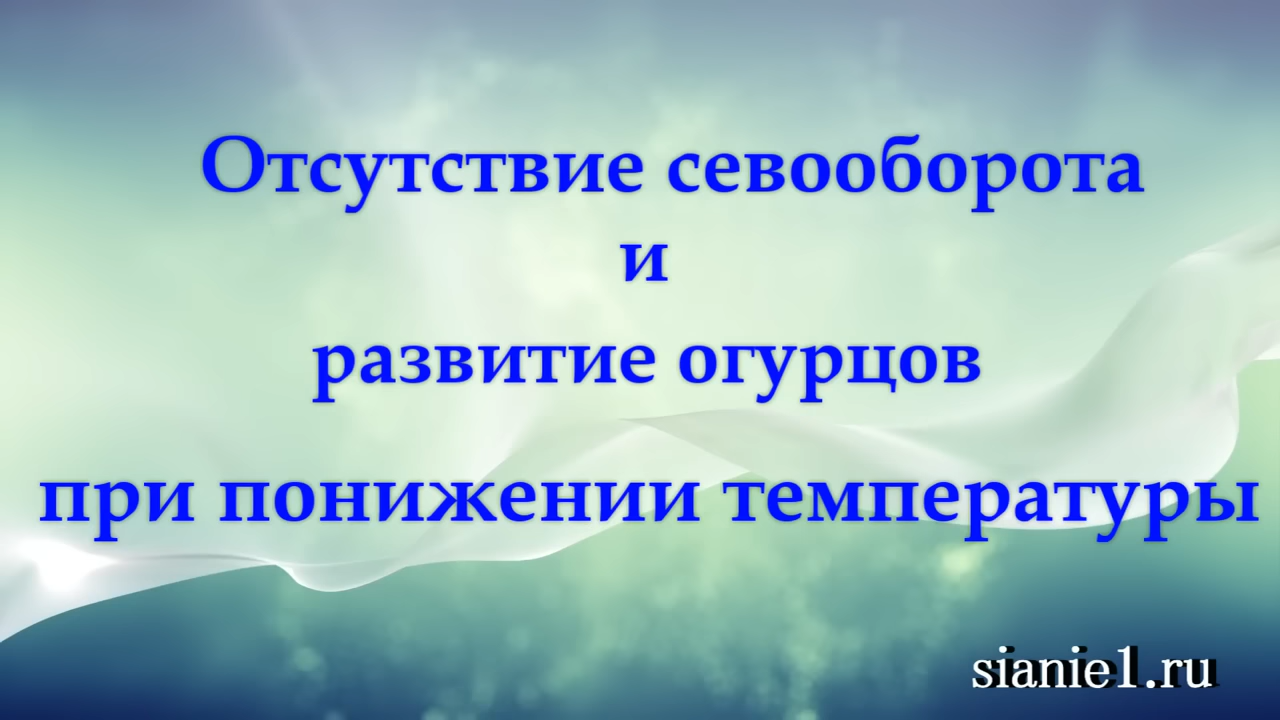 Отсутствие севооборота
и
развитие огурцов
при понижении температуры
sianie1.ru